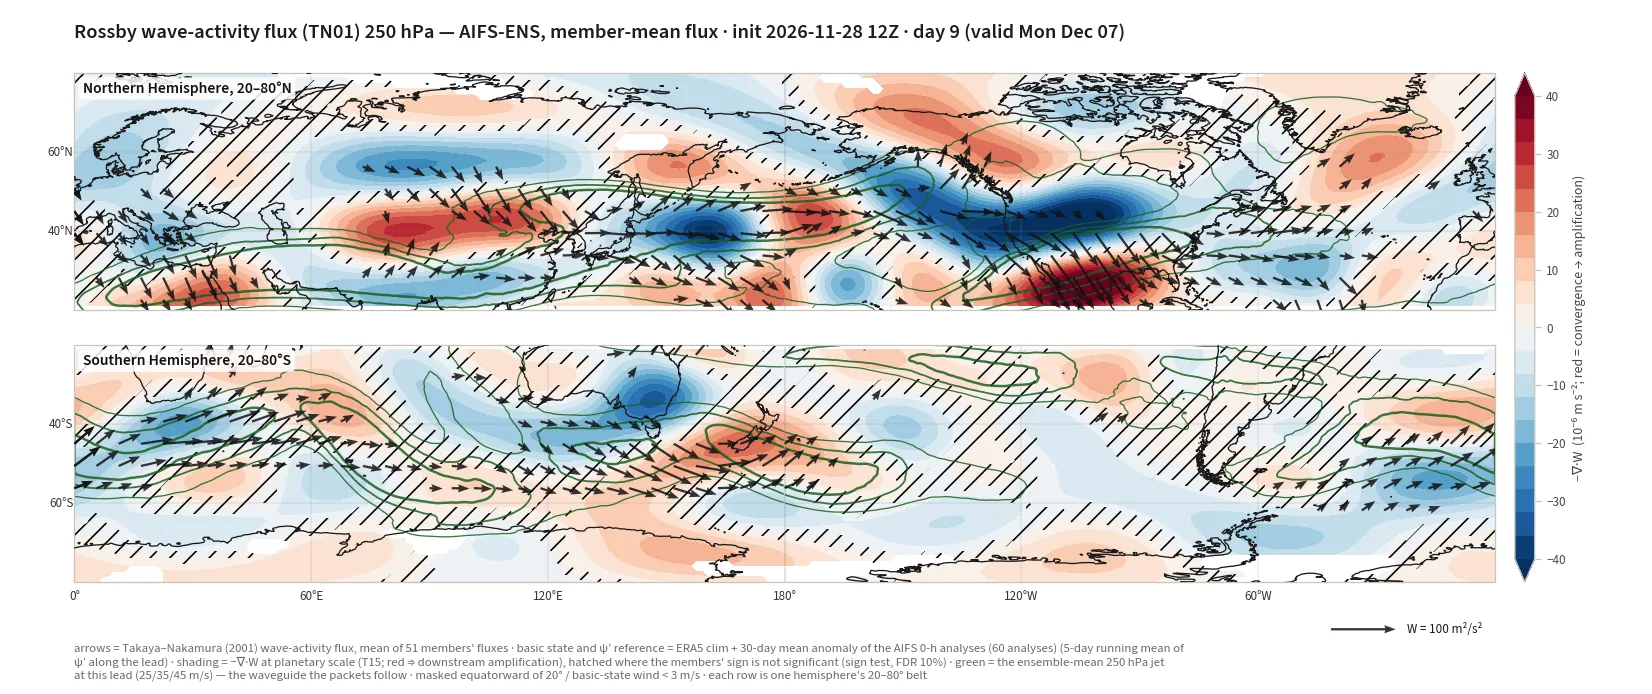 Rossby wave-activity flux (TN01) 250 hPa — AIFS-ENS, member-mean flux · init 2026-11-28 12Z · day 9 (valid Mon Dec 07)
Northern Hemisphere, 20–80°N
60°N
40°N
Southern Hemisphere, 20–80°S
40°S
60°S
0°
60°E
120°E
180°
120°W
60°W
40
30
20
10
0
−10
−20
−30
−40
−∇·W (10⁻⁶ m s⁻²; red = convergence → amplification)
W = 100 m²/s²
arrows = Takaya–Nakamura (2001) wave-activity flux, mean of 51 members' fluxes · basic state and ψ′ reference = ERA5 clim + 30-day mean anomaly of the AIFS 0-h analyses (60 analyses) (5-day running mean of
ψ′ along the lead) · shading = −∇·W at planetary scale (T15; red ⇒ downstream amplification), hatched where the members' sign is not significant (sign test, FDR 10%) · green = the ensemble-mean 250 hPa jet
at this lead (25/35/45 m/s) — the waveguide the packets follow · masked equatorward of 20° / basic-state wind < 3 m/s · each row is one hemisphere's 20–80° belt